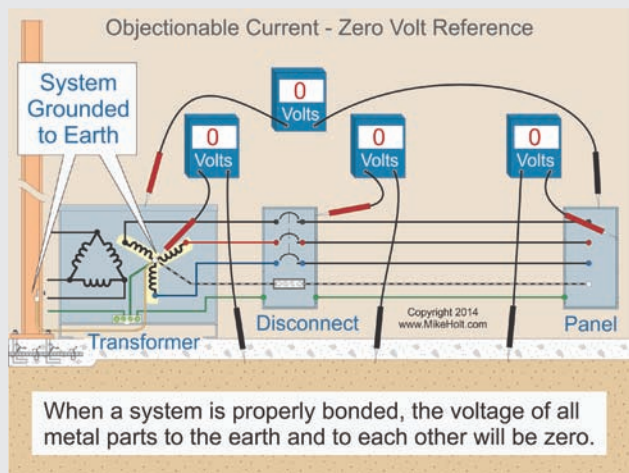 Objectionable Current - Zero Volt Reference
System
Grounded
to Earth
0
Volts
0
Volts
0
Volts
0
Volts
Copyright 2014
www.MikeHolt.com
Transformer
Disconnect
Panel
When a system is properly bonded, the voltage of all
metal parts to the earth and to each other will be zero.